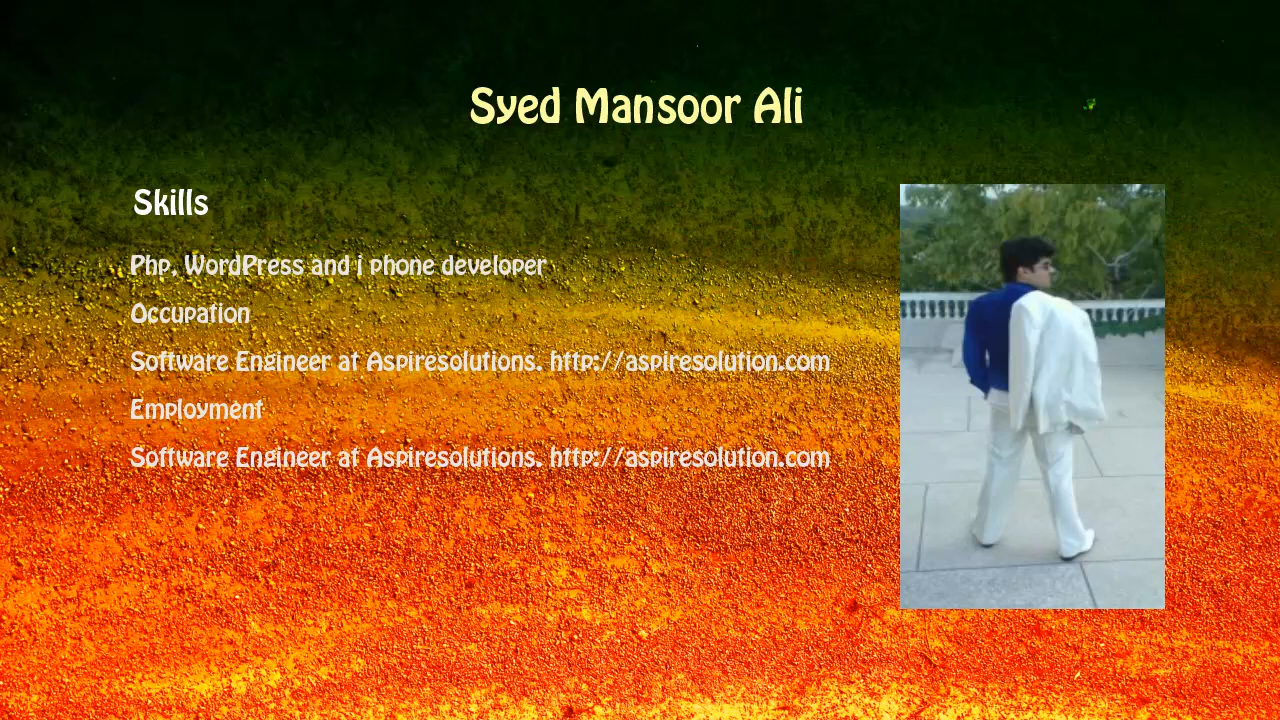 Syed Mansoor Ali
Skills
Php, WordPress and i phone developer
Occupation
Software Engineer at Aspiresolutions. http://aspiresolution.com
Employment
Software Engineer at Aspiresolutions. http://aspiresolution.com